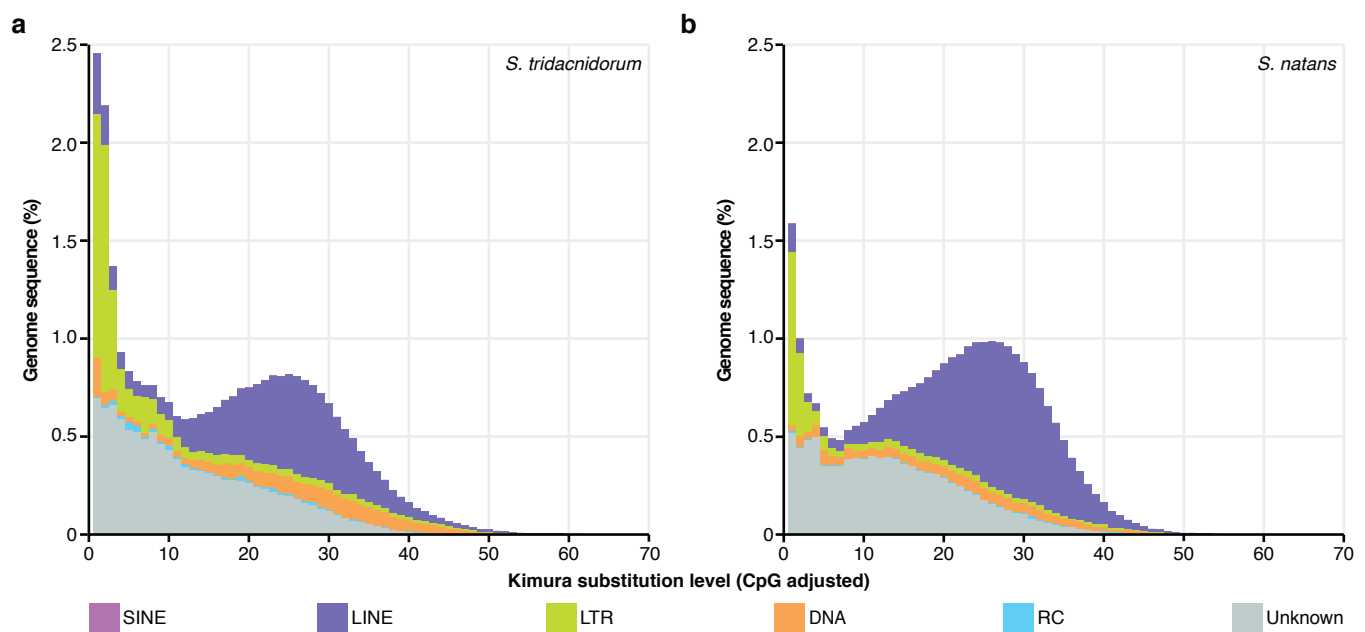 a
S. tridacnidorum
Genome sequence (%)
2.5
2.0
1.5
1.0
0.5
0
0 10 20 30 40 50 60 70
b
S. natans
Genome sequence (%)
2.5
2.0
1.5
1.0
0.5
0
0 10 20 30 40 50 60 70
Kimura substitution level (CpG adjusted)
SINE LINE LTR DNA RC Unknown